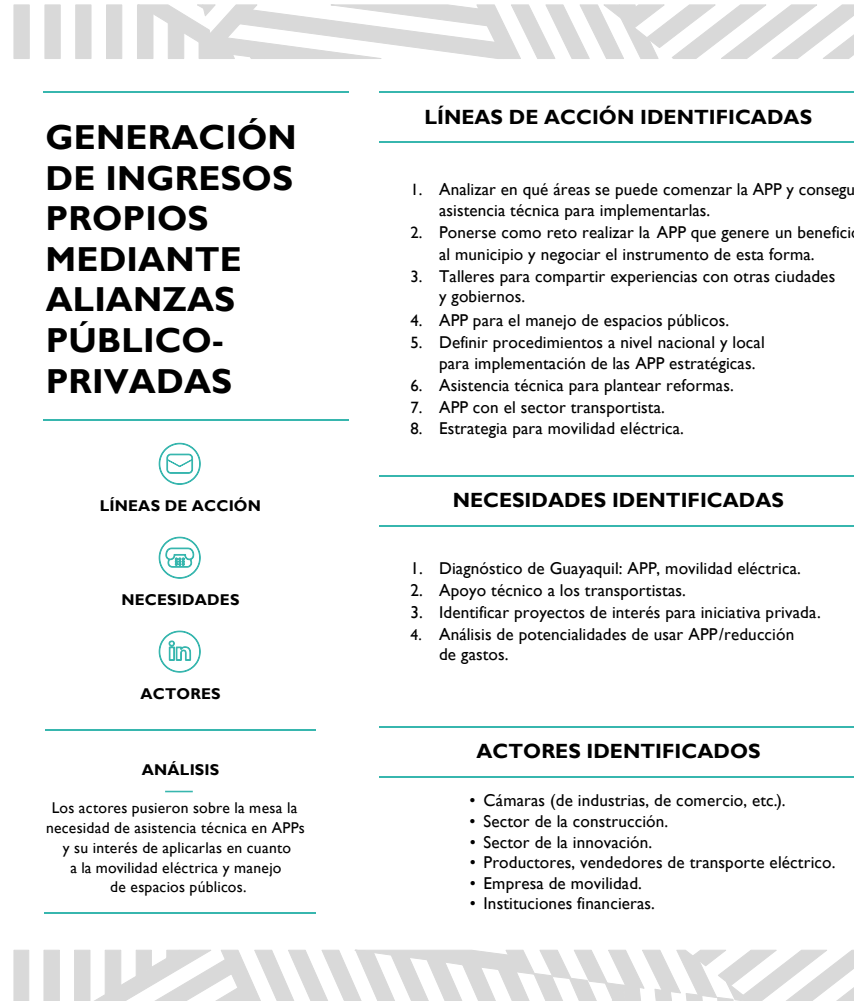 GENERACIÓN
DE INGRESOS
PROPIOS
MEDIANTE
ALIANZAS
PÚBLICO-
PRIVADAS
LÍNEAS DE ACCIÓN
NECESIDADES
in
ACTORES
ANÁLISIS
Los actores pusieron sobre la mesa la
necesidad de asistencia técnica en APPs
y su interés de aplicarlas en cuanto
a la movilidad eléctrica y manejo
de espacios públicos.
LÍNEAS DE ACCIÓN IDENTIFICADAS
1. Analizar en qué áreas se puede comenzar la APP y consegu
asistencia técnica para implementarlas.
2. Ponerse como reto realizar la APP que genere un beneficio
al municipio y negociar el instrumento de esta forma.
3. Talleres para compartir experiencias con otras ciudades
y gobiernos.
4. APP para el manejo de espacios públicos.
5. Definir procedimientos a nivel nacional y local
para implementación de las APP estratégicas.
6. Asistencia técnica para plantear reformas.
7. APP con el sector transportista.
8. Estrategia para movilidad eléctrica.
NECESIDADES IDENTIFICADAS
1. Diagnóstico de Guayaquil: APP, movilidad eléctrica.
2. Apoyo técnico a los transportistas.
3. Identificar proyectos de interés para iniciativa privada.
4. Análisis de potencialidades de usar APP/reducción
de gastos.
ACTORES IDENTIFICADOS
• Cámaras (de industrias, de comercio, etc.).
• Sector de la construcción.
• Sector de la innovación.
• Productores, vendedores de transporte eléctrico.
• Empresa de movilidad.
• Instituciones financieras.